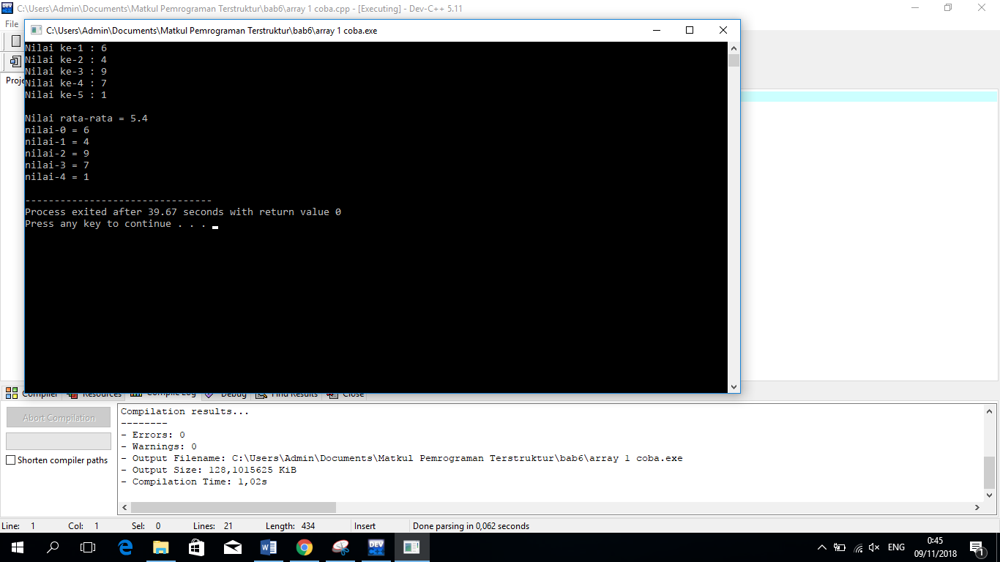 C:\Users\Admin\Documents\Matkul Pemrograman Terstruktur\bab6\array 1 coba.cpp - [Executing] - Dev-C++ 5.11
File
C:\Users\Admin\Documents\Matkul Pemrograman Terstruktur\bab6\array 1 coba.exe
Proje
Nilai ke-1 : 6
Nilai ke-2 : 4
Nilai ke-3 : 9
Nilai ke-4 : 7
Nilai ke-5 : 1
Nilai rata-rata = 5.4
nilai-0 = 6
nilai-1 = 4
nilai-2 = 9
nilai-3 = 7
nilai-4 = 1
--------------------------------
Process exited after 39.67 seconds with return value 0
Press any key to continue . . .
Compiler Resources Compile Log Debug Find Results Close
Abort Compilation
Shorten compiler paths
Compilation results...
--------
- Errors: 0
- Warnings: 0
- Output Filename: C:\Users\Admin\Documents\Matkul Pemrograman Terstruktur\bab6\array 1 coba.exe
- Output Size: 128,1015625 KiB
- Compilation Time: 1,02s
Line: 1 Col: 1 Sel: 0 Lines: 21 Length: 434 Insert Done parsing in 0,062 seconds
DEV
ENG
0:45
09/11/2018
1